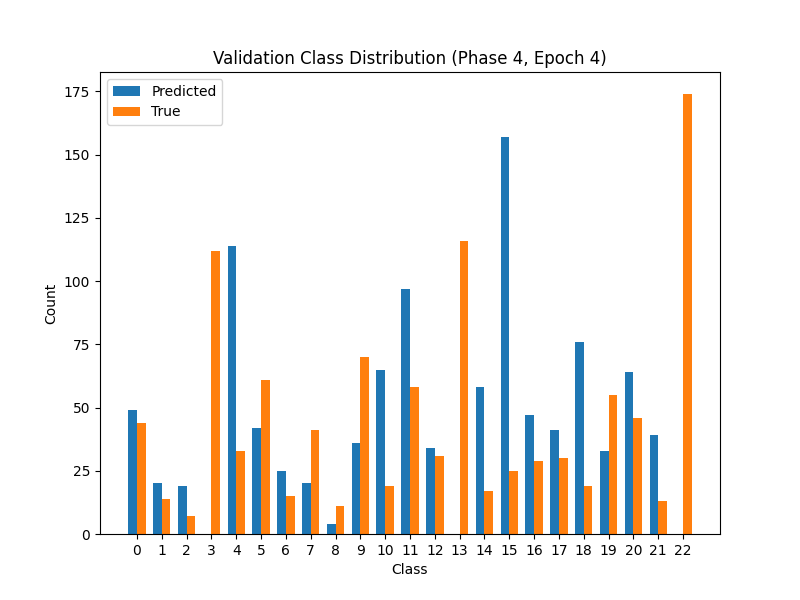 Validation Class Distribution (Phase 4, Epoch 4)
Predicted
True
175
150
125
100
75
50
25
0
Count
0 1 2 3 4 5 6 7 8 9 10 11 12 13 14 15 16 17 18 19 20 21 22
Class